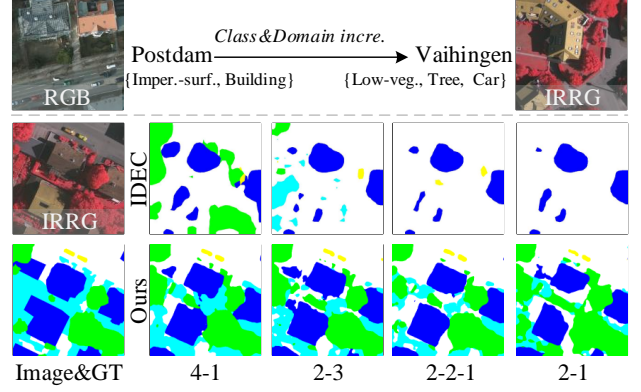 Class&Domain incre.
Postdam
Vaihingen
{Imper.-surf., Building}
{Low-veg., Tree, Car}
RGB
IRRG
IRRG
IDEC
Ours
Image&GT
4-1
2-3
2-2-1
2-1